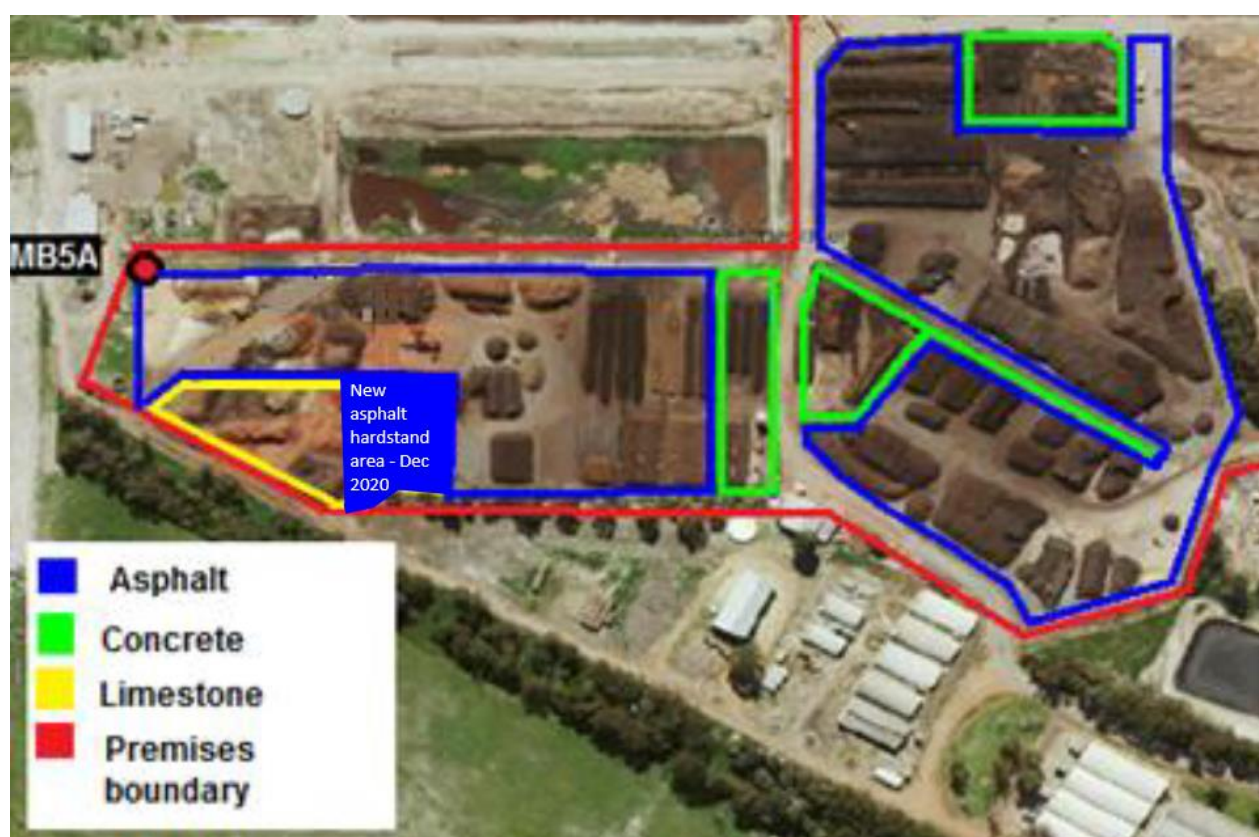 MB5A
New
asphalt
hardstand
area - Dec
2020
Asphalt
Concrete
Limestone
Premises
boundary